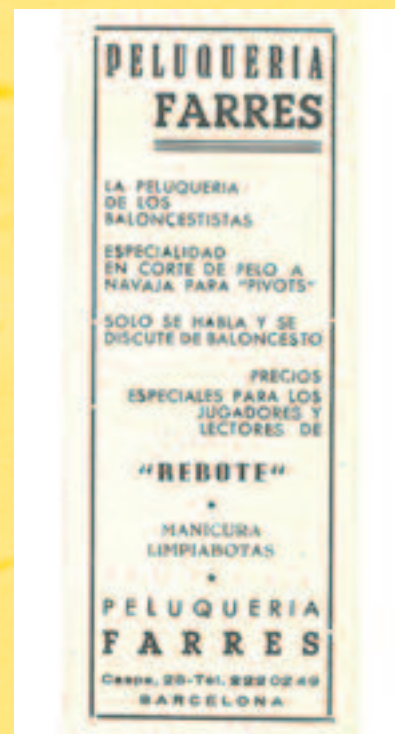 PELUQUERIA
FARRES
LA PELUQUERIA
DE LOS
BALONCESTISTAS
ESPECIALIDAD
EN CORTE DE PELO A
NAVAJA PARA "PIVOTS"
SOLO SE HABLA Y SE
DISCUTE DE BALONCESTO
PRECIOS
ESPECIALES PARA LOS
JUGADORES Y
LECTORES DE
"REBOTE"
MANICURA
LIMPIABOTAS
PELUQUERIA
FARRES
Caspe, 25-Tel. 222 02 49
BARCELONA